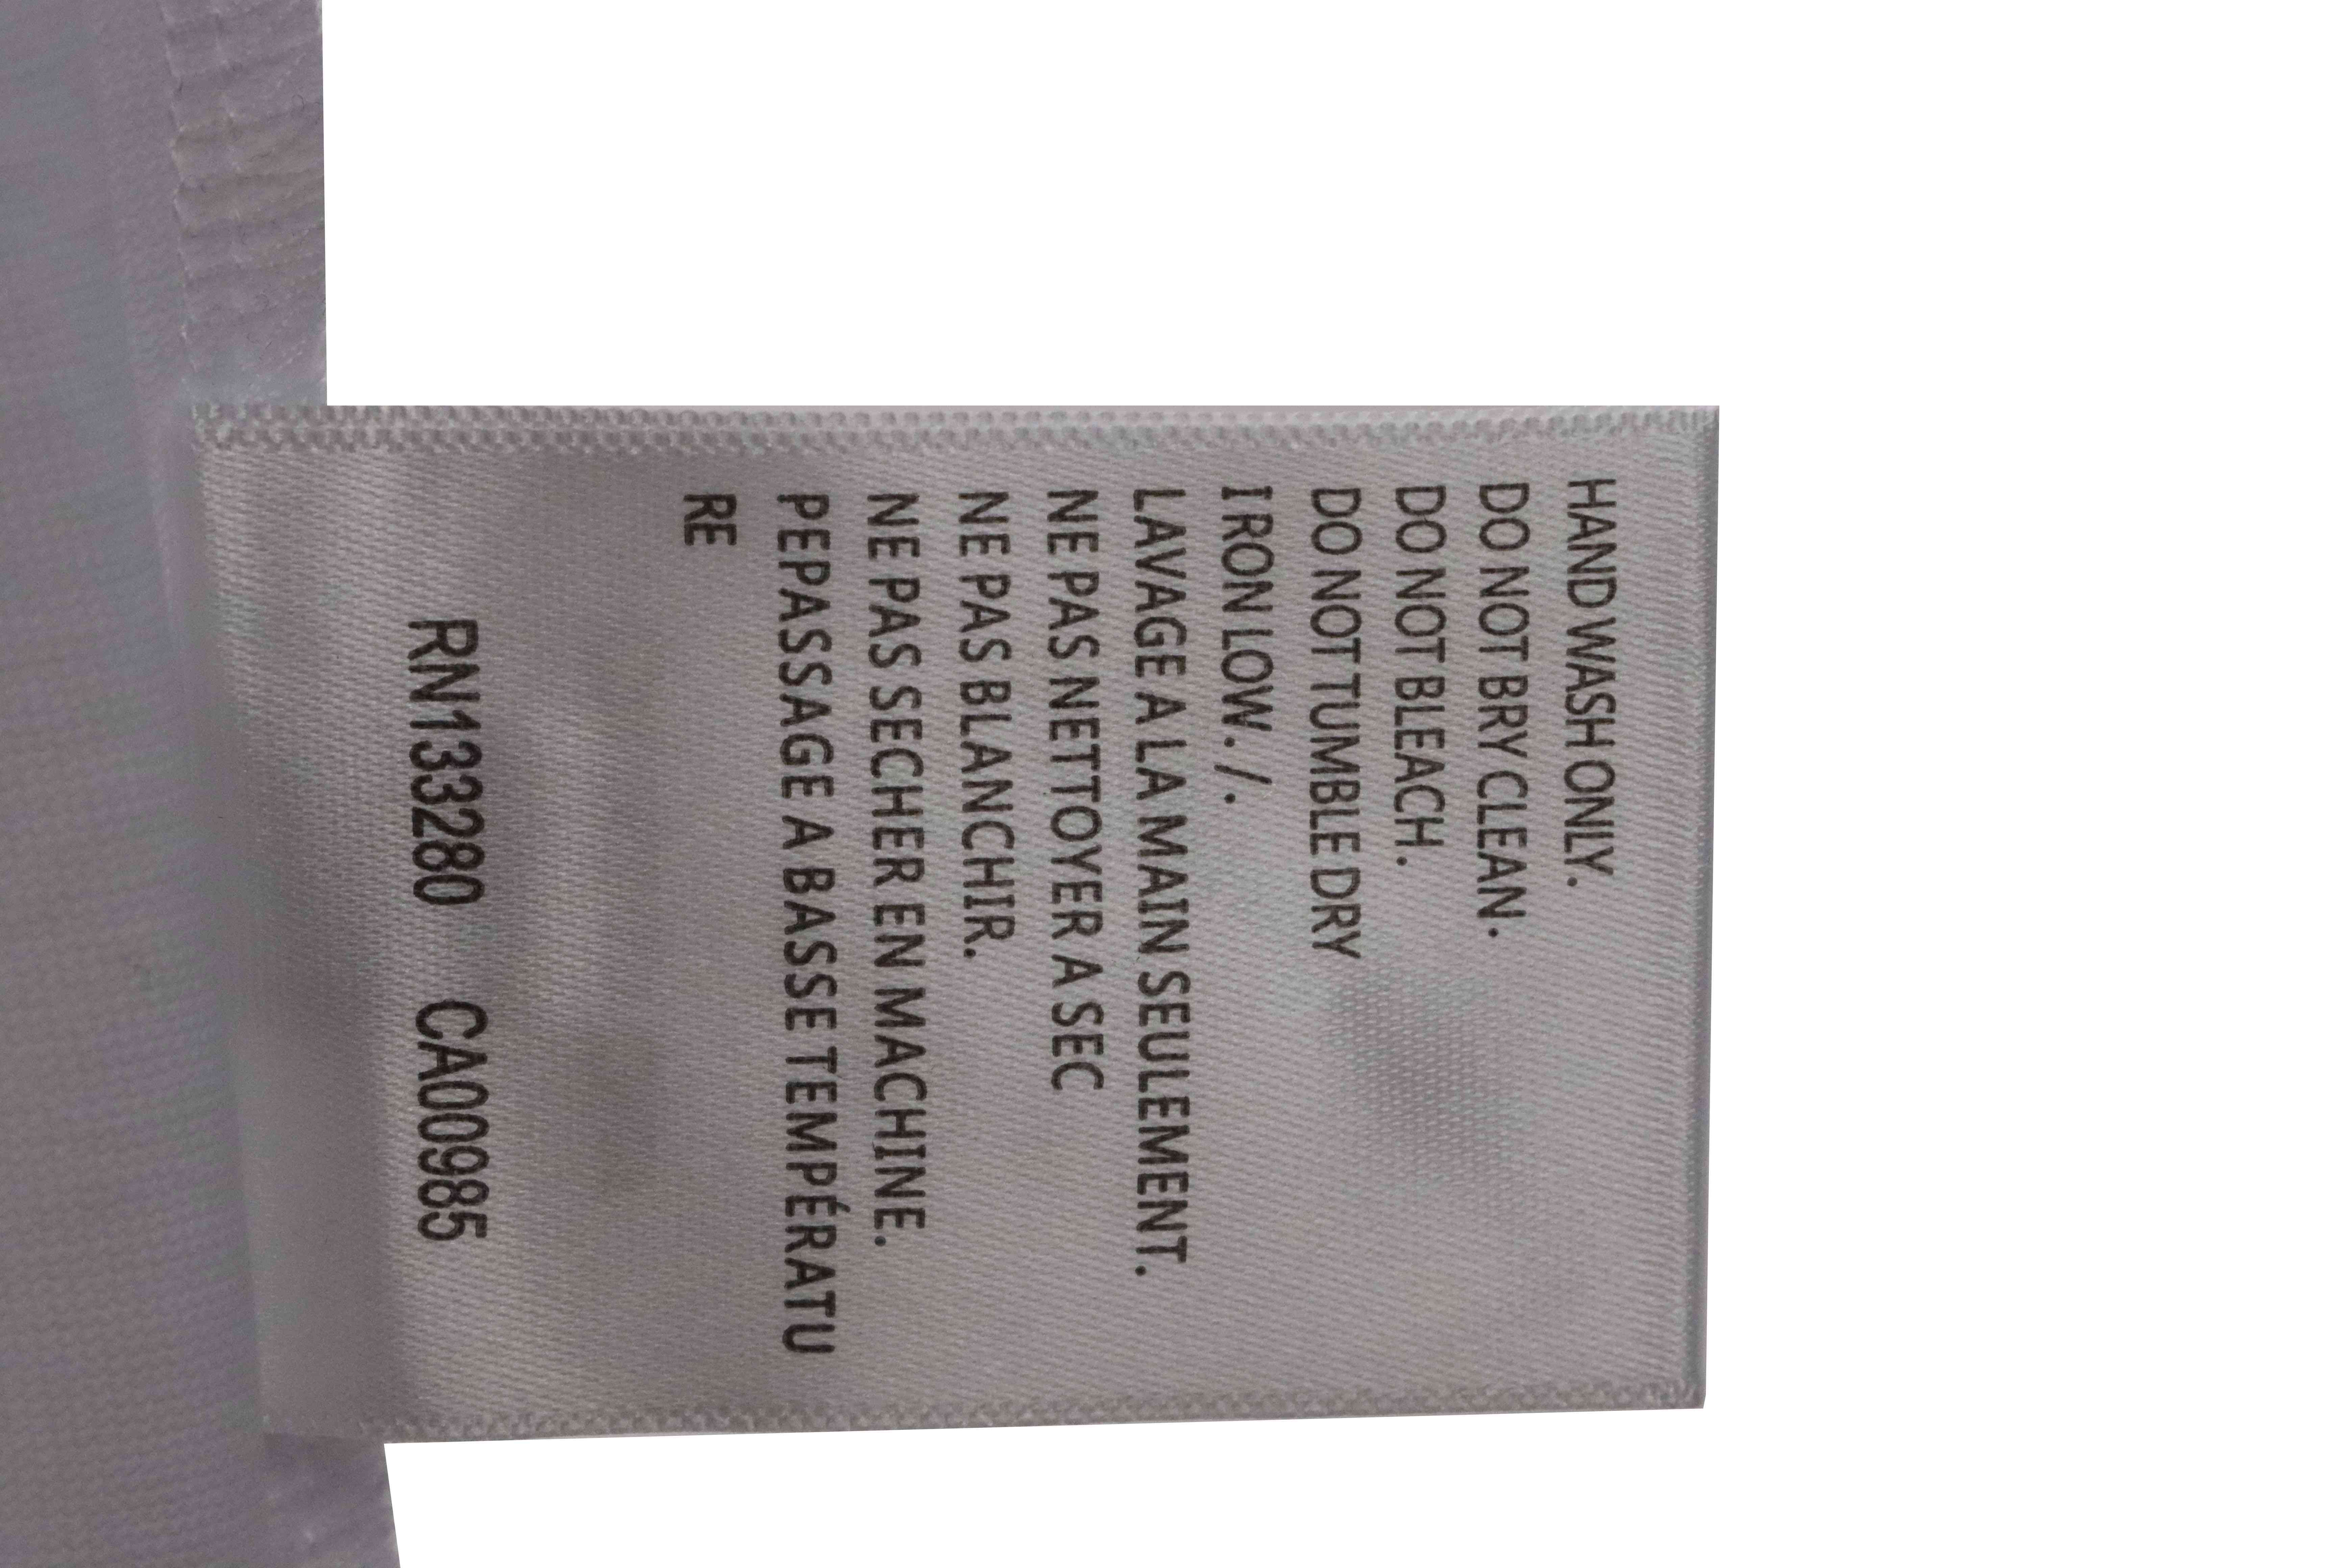 HAND WASH ONLY.
DO NOT BRY CLEAN.
DO NOT BLEACH.
DO NOT TUMBLE DRY
IRON LOW. /.
LAVAGE A LA MAIN SEULEMENT.
NE PAS NETTOYER A SEC
NE PAS BLANCHIR.
NE PAS SECHER EN MACHINE.
PEPASSAGE A BASSE TEMPÉRATU
RE
RN133280 CA00985